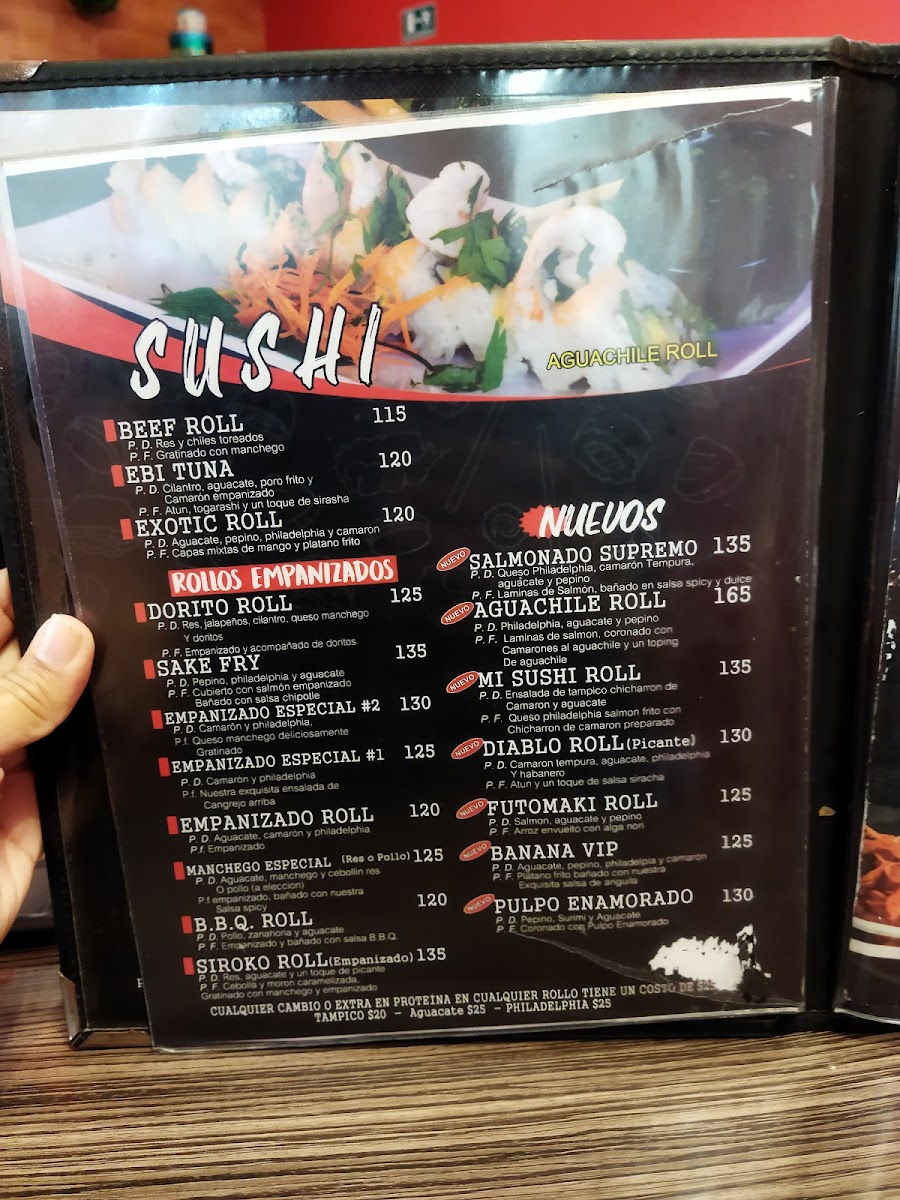 AGUACHILE ROLL
SUSHI
BEEF ROLL 115
P. D. Res y chiles toreados
P. F. Gratinado con manchego
EBI TUNA 120
P. D. Cilantro, aguacate, poro frito y
Camarón empanizado
P. F. Atun, togarashi y un toque de sirasha
EXOTIC ROLL 120
P. D. Aguacate, pepino, philadelphia y camaron
P. F. Capas mixtas de mango y platano frito
ROLLOS EMPANIZADOS
DORITO ROLL 125
P. D. Res, jalapeños, cilantro, queso manchego
Y doritos
P. F. Empanizado y acompañado de doritos
SAKE FRY 135
P. D. Pepino, philadelphia y aguacate
P. F. Cubierto con salmón empanizado
Bañado con salsa chipotle
EMPANIZADO ESPECIAL #2 130
P. D. Camarón y philadelphia,
P.f. Queso manchego deliciosamente
Gratinado
EMPANIZADO ESPECIAL #1 125
P. D. Camarón y philadelphia
P.f. Nuestra exquisita ensalada de
Cangrejo arriba
EMPANIZADO ROLL 120
P. D. Aguacate, camarón y philadelphia
P.f. Empanizado
MANCHEGO ESPECIAL (Res o Pollo) 125
P. D. Aguacate, manchego y cebollin res
O pollo (a eleccion)
P.f empanizado, bañado con nuestra
Salsa spicy
B.B.Q. ROLL 120
P. D. Pollo, zanahoria y aguacate
P. F. Empanizado y bañado con salsa B.B.Q.
SIROKO ROLL (Empanizado) 135
P. D. Res, aguacate y un toque de picante
P. F. Cebolla y moron caramelizada,
Gratinado con manchego y empanizado
NUEVOS
NUEVO SALMONADO SUPREMO 135
P. D. Queso Philadelphia, camarón Tempura,
aguacate y pepino
P. F. Laminas de Salmón, bañado en salsa spicy y dulce
NUEVO AGUACHILE ROLL 165
P. D. Philadelphia, aguacate y pepino
P. F. Laminas de salmon, coronado con
Camarones al aguachile y un toping
De aguachile
NUEVO MI SUSHI ROLL 135
P. D. Ensalada de tampico chicharron de
Camaron y aguacate
P. F. Queso philadelphia salmon frito con
Chicharron de camaron preparado
NUEVO DIABLO ROLL (Picante) 130
P. D. Camaron tempura, aguacate, philadelphia
Y habanero
P. F. Atun y un toque de salsa siracha
NUEVO FUTOMAKI ROLL 125
P. D. Salmon, aguacate y pepino
P. F. Arroz envuelto con alga nori
NUEVO BANANA VIP 125
P. D. Aguacate, pepino, philadelpia y camarón
P. F. Platano frito bañado con nuestra
Exquisita salsa de anguila
NUEVO PULPO ENAMORADO 130
P. D. Pepino, Surimi y Aguacate
P. F. Coronado con Pulpo Enamorado
CUALQUIER CAMBIO O EXTRA EN PROTEINA EN CUALQUIER ROLLO TIENE UN COSTO DE
TAMPICO $20 – Aguacate $25 – PHILADELPHIA $25